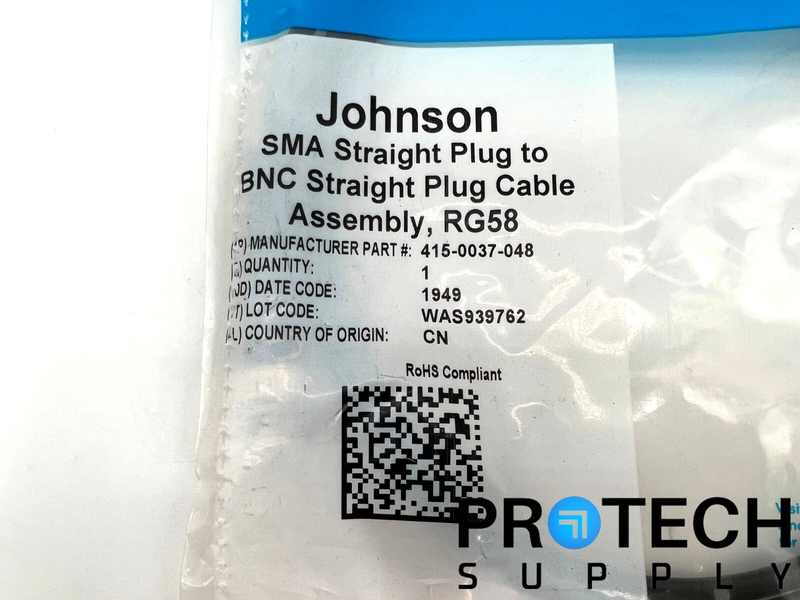 Johnson
SMA Straight Plug to
BNC Straight Plug Cable
Assembly, RG58
MANUFACTURER PART #: 415-0037-048
QUANTITY: 1
DATE CODE: 1949
LOT CODE: WAS939762
COUNTRY OF ORIGIN: CN
RoHS Compliant
PROTECH
SUPPLY